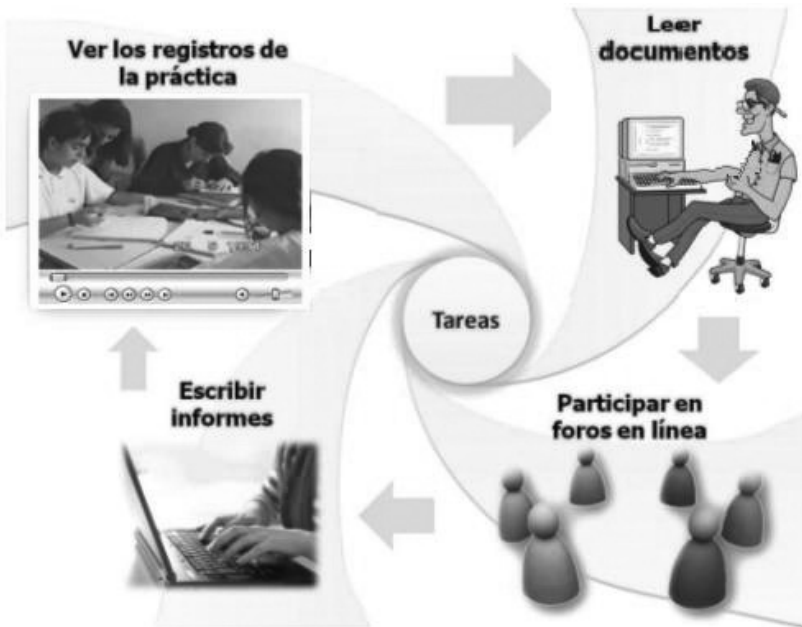 Ver los registros de
la práctica
Leer
documentos
Tareas
Escribir
informes
Participar en
foros en línea